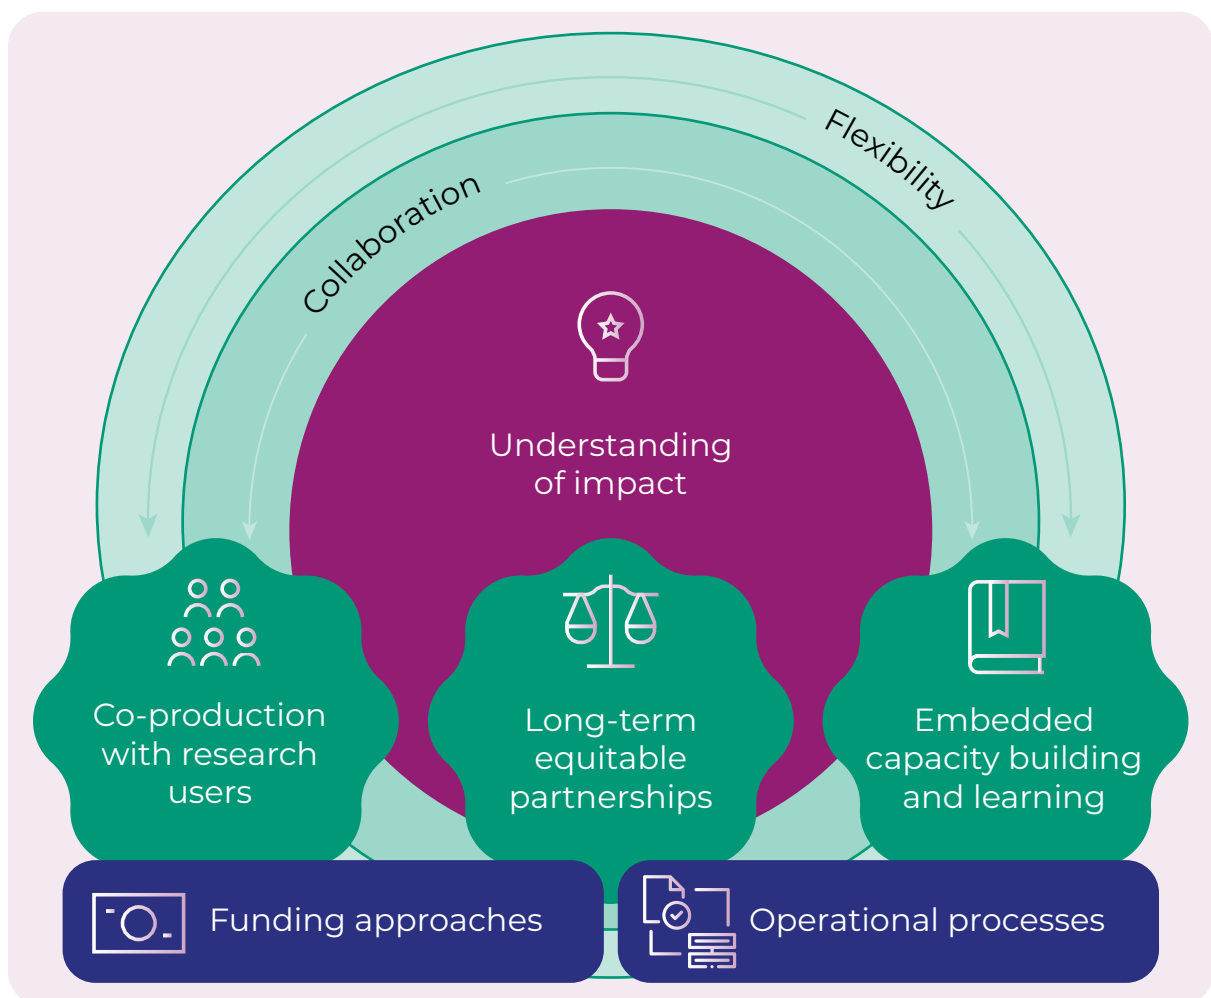 Flexibility
Collaboration
Understanding
of impact
Co-production
with research
users
Long-term
equitable
partnerships
Embedded
capacity building
and learning
Funding approaches
Operational processes